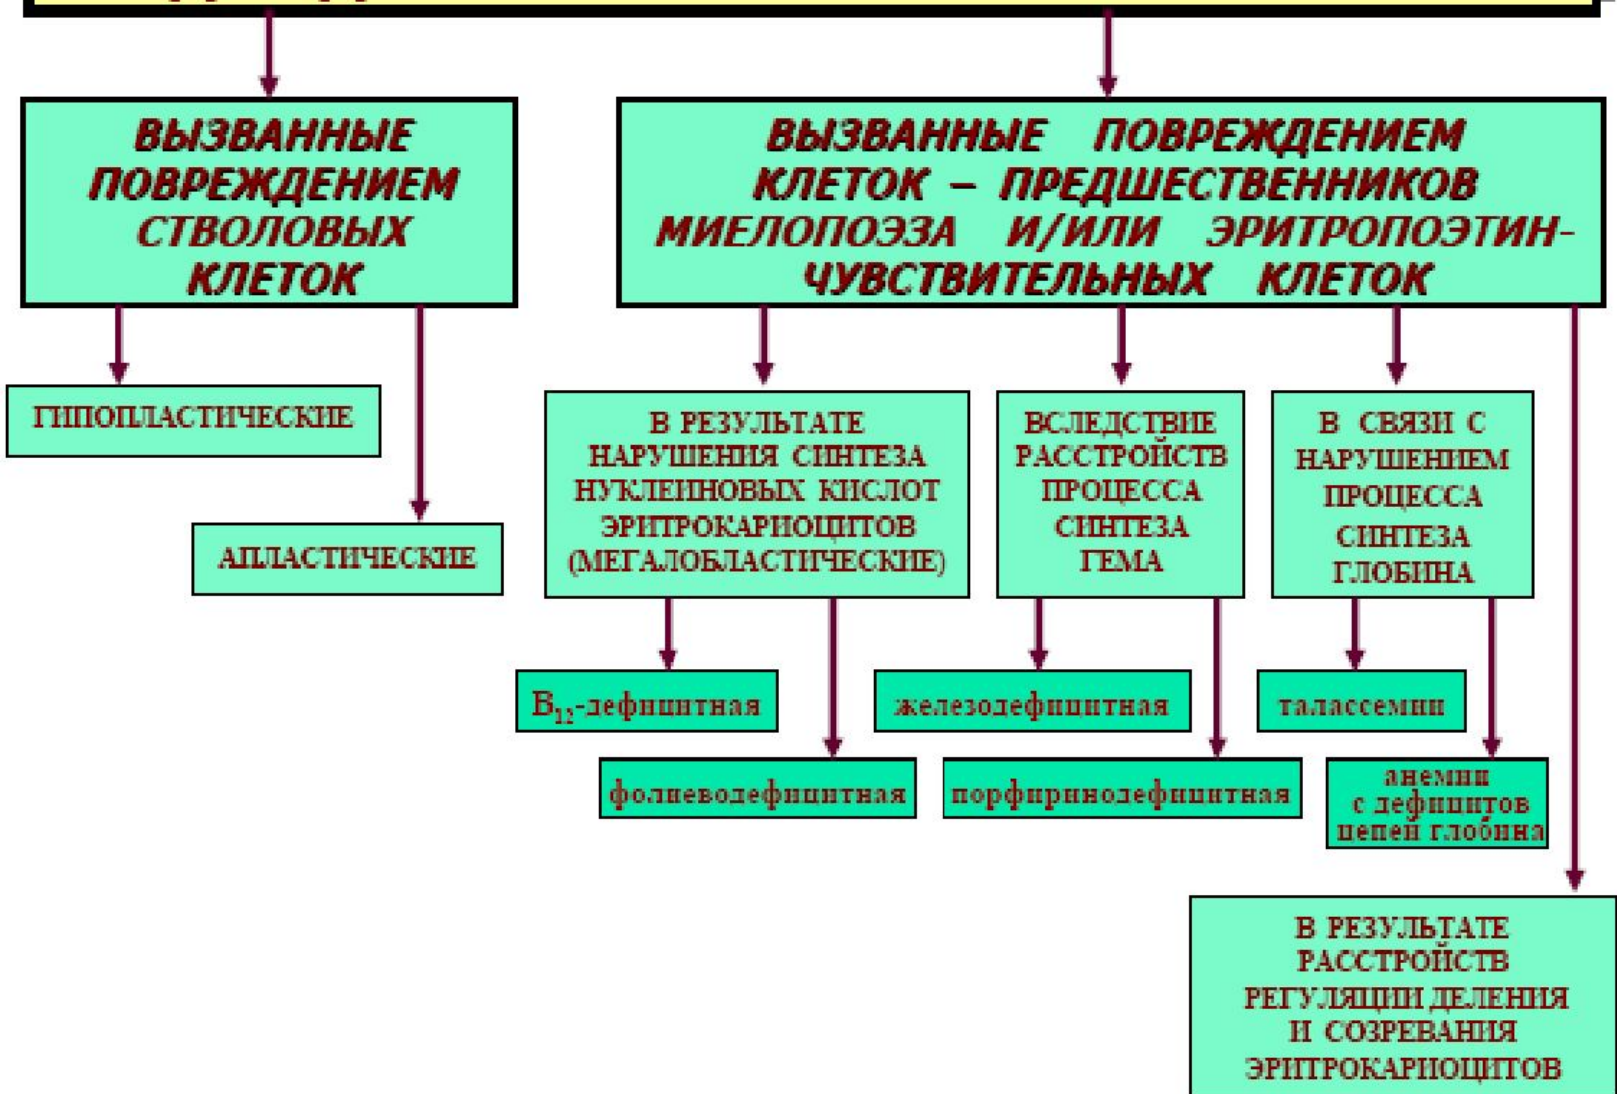 ВЫЗВАННЫЕ
ПОВРЕЖДЕНИЕМ
СТВОЛОВЫХ
КЛЕТОК
ВЫЗВАННЫЕ ПОВРЕЖДЕНИЕМ
КЛЕТОК – ПРЕДШЕСТВЕННИКОВ
МИЕЛОПОЭЗА И/ИЛИ ЭРИТРОПОЭТИН-
ЧУВСТВИТЕЛЬНЫХ КЛЕТОК
ГИПОПЛАСТИЧЕСКИЕ
АПЛАСТИЧЕСКИЕ
В РЕЗУЛЬТАТЕ
НАРУШЕНИЯ СИНТЕЗА
НУКЛЕИНОВЫХ КИСЛОТ
ЭРИТРОКАРИОЦИТОВ
(МЕГАЛОБЛАСТИЧЕСКИЕ)
ВСЛЕДСТВИЕ
РАССТРОЙСТВ
ПРОЦЕССА
СИНТЕЗА
ГЕМА
В СВЯЗИ С
НАРУШЕНИЕМ
ПРОЦЕССА
СИНТЕЗА
ГЛОБИНА
В₁₂-дефицитная
фолиеводефицитная
железодефицитная
порфиринодефицитная
талассемии
анемии
с дефицитов
цепей глобина
В РЕЗУЛЬТАТЕ
РАССТРОЙСТВ
РЕГУЛЯЦИИ ДЕЛЕНИЯ
И СОЗРЕВАНИЯ
ЭРИТРОКАРИОЦИТОВ